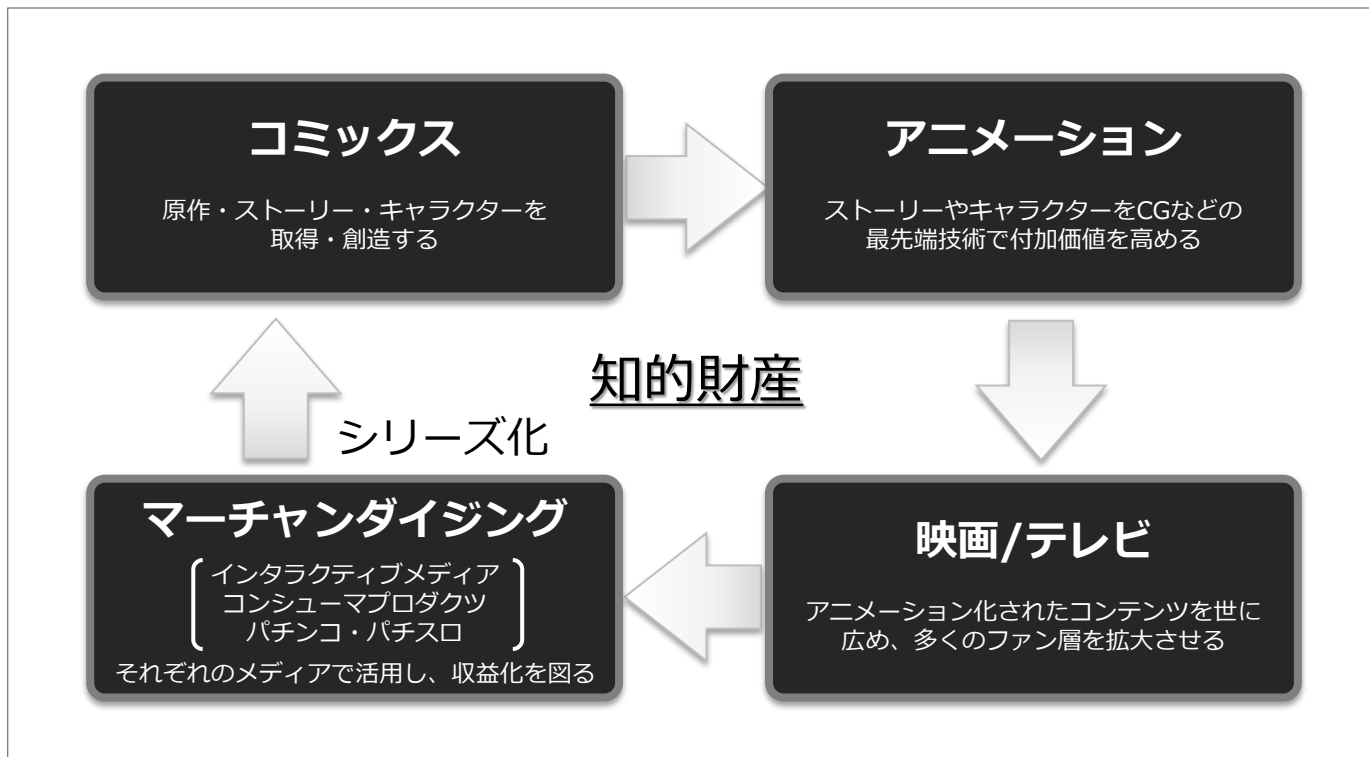 コミックス
原作・ストーリー・キャラクターを
取得・創造する
アニメーション
ストーリーやキャラクターをCGなどの
最先端技術で付加価値を高める
知的財産
シリーズ化
マーチャンダイジング
インタラクティブメディア
コンシューマプロダクツ
パチンコ・パチスロ
それぞれのメディアで活用し、収益化を図る
映画/テレビ
アニメーション化されたコンテンツを世に
広め、多くのファン層を拡大させる